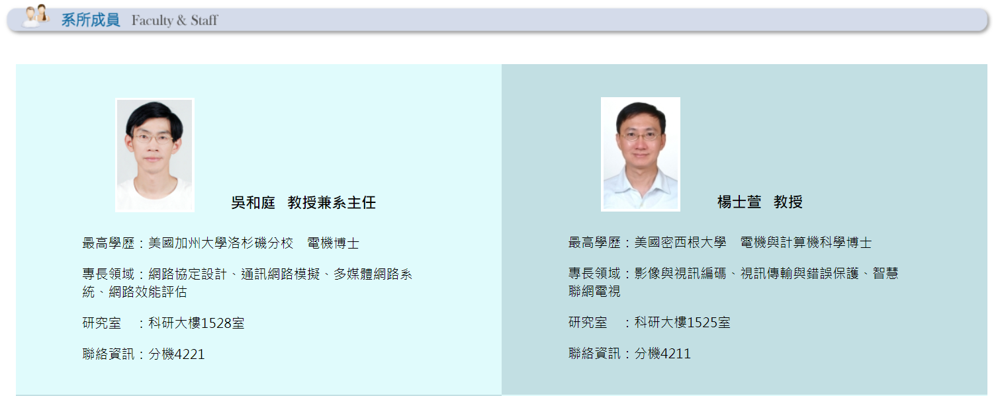 系所成員 Faculty & Staff
吳和庭 教授兼系主任
最高學歷：美國加州大學洛杉磯分校　電機博士
專長領域：網路協定設計、通訊網路模擬、多媒體網路系
統、網路效能評估
研究室　：科研大樓1528室
聯絡資訊：分機4221
楊士萱 教授
最高學歷：美國密西根大學　電機與計算機科學博士
專長領域：影像與視訊編碼、視訊傳輸與錯誤保護、智慧
聯網電視
研究室　：科研大樓1525室
聯絡資訊：分機4211